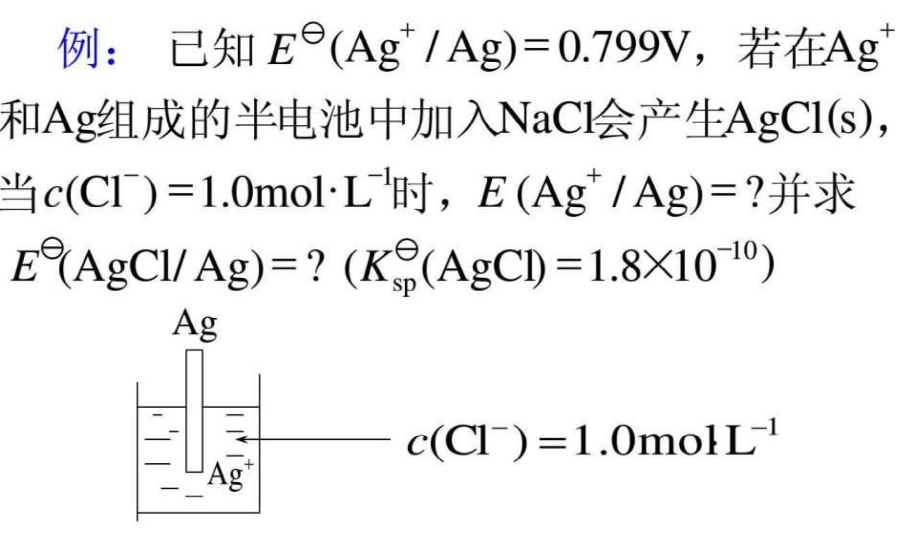 例： 已知 E⊖(Ag⁺ / Ag) = 0.799V，若在Ag⁺
和Ag组成的半电池中加入NaCl会产生AgCl(s)，
当c(Cl⁻) = 1.0mol·L⁻¹时，E (Ag⁺ / Ag) = ?并求
E⊖(AgCl/ Ag) = ? (K⊖sp(AgCl) = 1.8×10⁻¹⁰)
Ag
c(Cl⁻) = 1.0mol·L⁻¹
Ag⁺